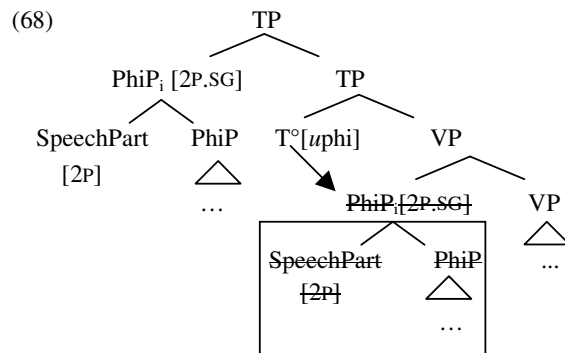 (68) TP
PhiPi [2P.SG] TP
SpeechPart PhiP T°[uphi] VP
[2P]
… PhiPi[2P.SG] VP
SpeechPart PhiP ...
[2P]
…